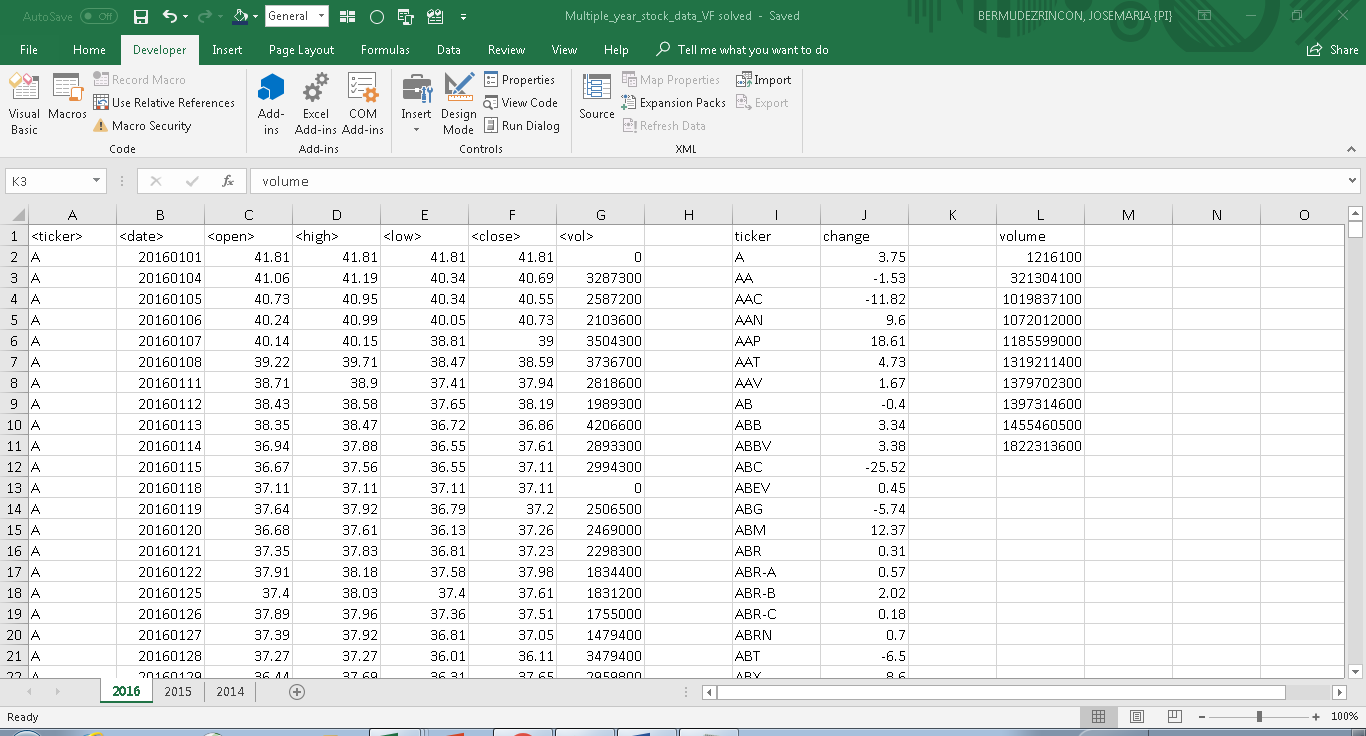 AutoSave Off General Multiple_year_stock_data_VF solved - Saved BERMUDEZRINCON, JOSEMARIA {PI}
File Home Developer Insert Page Layout Formulas Data Review View Help Tell me what you want to do Share
Visual Basic Macros Record Macro Use Relative References Macro Security
Add-ins Excel Add-ins COM Add-ins
Insert Design Mode Properties View Code Run Dialog
Source Map Properties Expansion Packs Refresh Data Import Export
Code Add-ins Controls XML
K3 fx volume
A B C D E F G H I J K L M N O
1 <ticker> <date> <open> <high> <low> <close> <vol> ticker change volume
2 A 20160101 41.81 41.81 41.81 41.81 0 A 3.75 1216100
3 A 20160104 41.06 41.19 40.34 40.69 3287300 AA -1.53 321304100
4 A 20160105 40.73 40.95 40.34 40.55 2587200 AAC -11.82 1019837100
5 A 20160106 40.24 40.99 40.05 40.73 2103600 AAN 9.6 1072012000
6 A 20160107 40.14 40.15 38.81 39 3504300 AAP 18.61 1185599000
7 A 20160108 39.22 39.71 38.47 38.59 3736700 AAT 4.73 1319211400
8 A 20160111 38.71 38.9 37.41 37.94 2818600 AAV 1.67 1379702300
9 A 20160112 38.43 38.58 37.65 38.19 1989300 AB -0.4 1397314600
10 A 20160113 38.35 38.47 36.72 36.86 4206600 ABB 3.34 1455460500
11 A 20160114 36.94 37.88 36.55 37.61 2893300 ABBV 3.38 1822313600
12 A 20160115 36.67 37.56 36.55 37.11 2994300 ABC -25.52
13 A 20160118 37.11 37.11 37.11 37.11 0 ABEV 0.45
14 A 20160119 37.64 37.92 36.79 37.2 2506500 ABG -5.74
15 A 20160120 36.68 37.61 36.13 37.26 2469000 ABM 12.37
16 A 20160121 37.35 37.83 36.81 37.23 2298300 ABR 0.31
17 A 20160122 37.91 38.18 37.58 37.98 1834400 ABR-A 0.57
18 A 20160125 37.4 38.03 37.4 37.61 1831200 ABR-B 2.02
19 A 20160126 37.89 37.96 37.36 37.51 1755000 ABR-C 0.18
20 A 20160127 37.39 37.92 36.81 37.05 1479400 ABRN 0.7
21 A 20160128 37.27 37.27 36.01 36.11 3479400 ABT -6.5
22 A 20160129 36.44 37.69 36.31 37.65 2959800 ABX 8.6
2016 2015 2014
Ready 100%